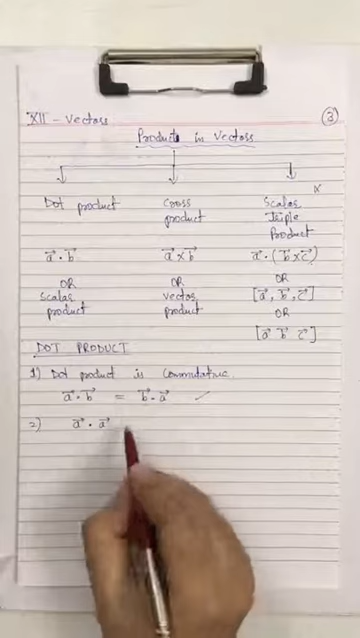 XII - Vectors ③
Products in Vectors
Dot product Cross product Scalar Triple Product
x
a⃗ · b⃗ a⃗ × b⃗ a⃗ · (b⃗ × c⃗)
OR OR OR
Scalar product Vector product [a⃗, b⃗, c⃗]
OR
[a⃗ b⃗ c⃗]
DOT PRODUCT
1) Dot product is Commutative.
a⃗ · b⃗ = b⃗ · a⃗ ✓
2) a⃗ · a⃗